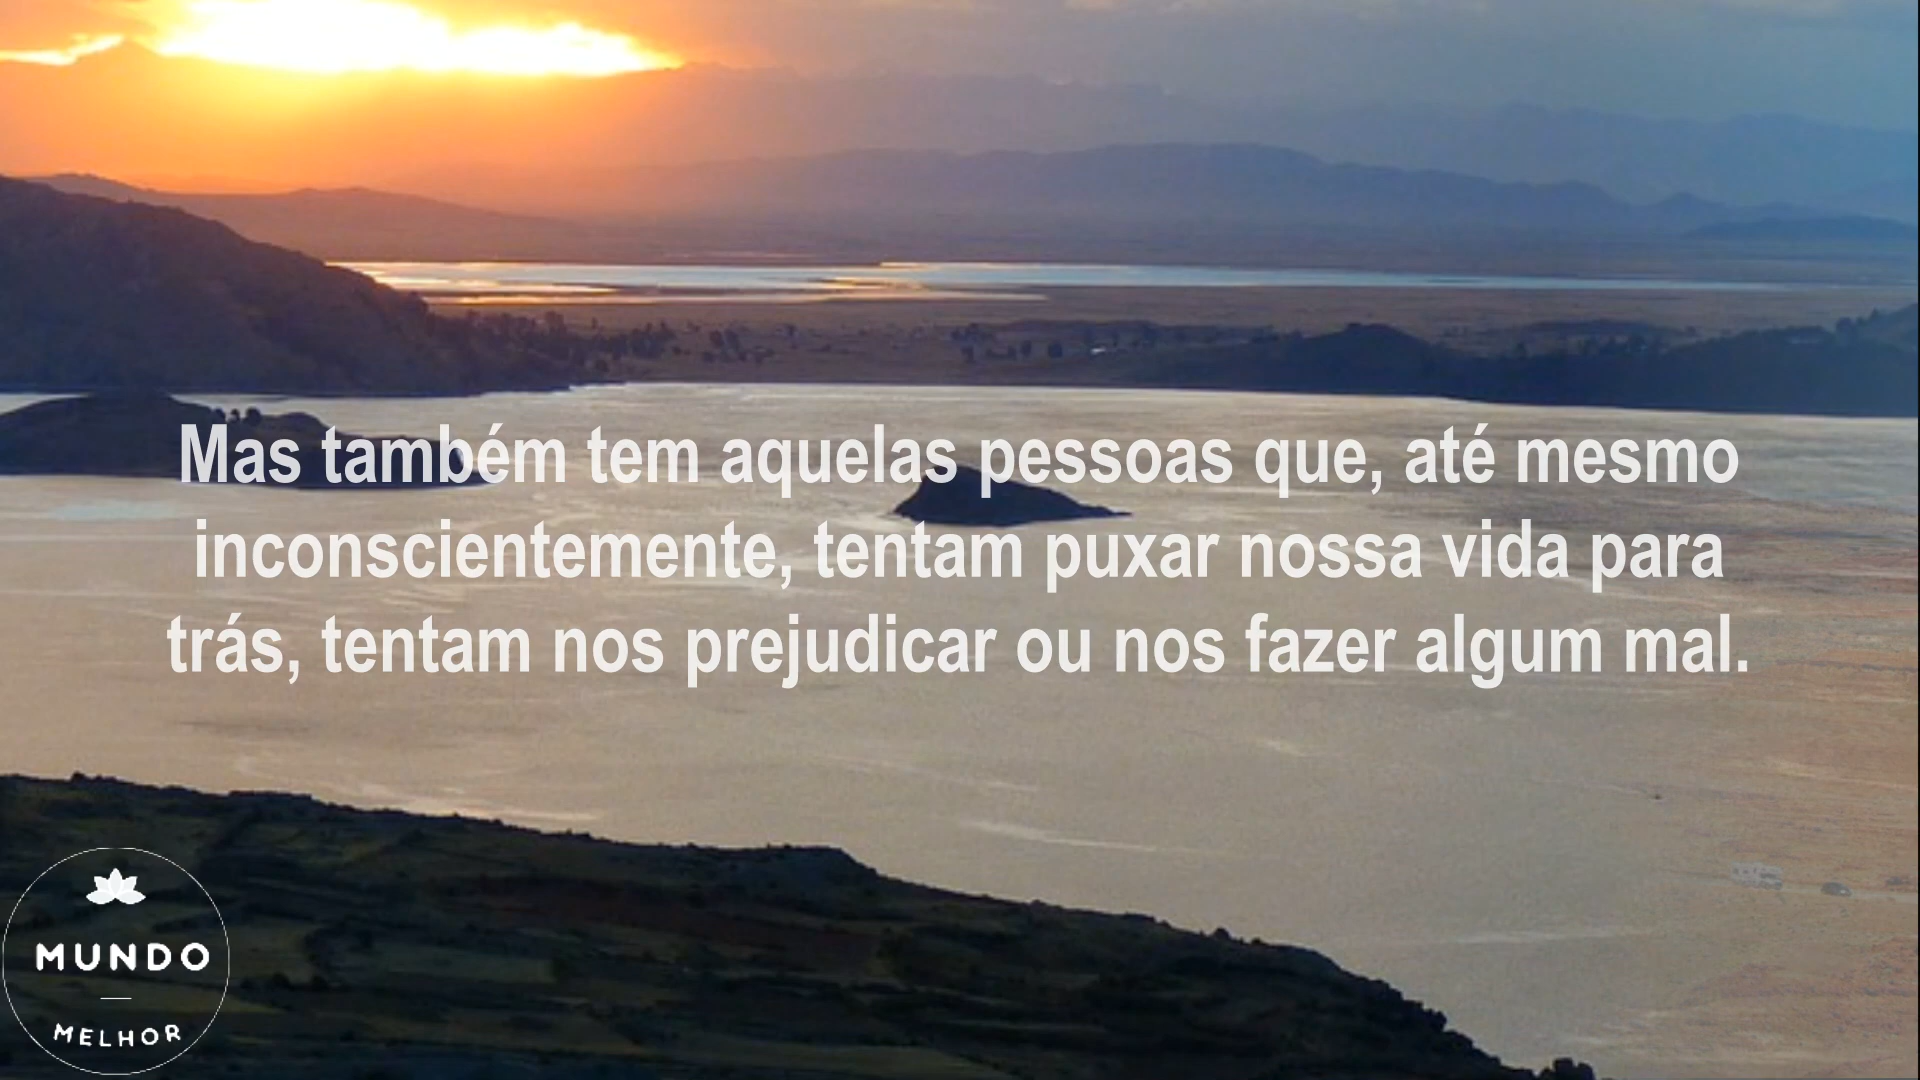 Mas também tem aquelas pessoas que, até mesmo
inconscientemente, tentam puxar nossa vida para
trás, tentam nos prejudicar ou nos fazer algum mal.
MUNDO
MELHOR